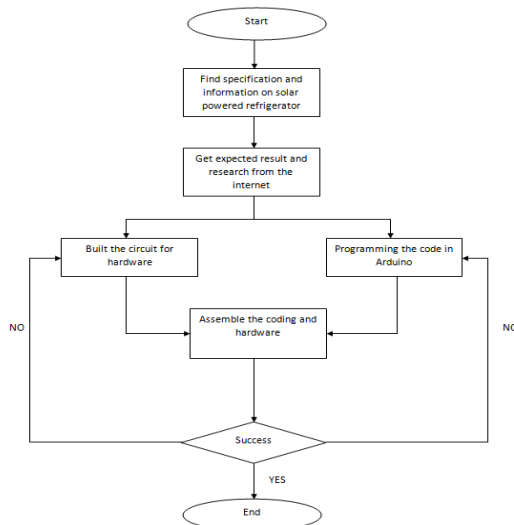 Start
Find specification and
information on solar
powered refrigerator
Get expected result and
research from the
internet
Built the circuit for
hardware
Programming the code in
Arduino
Assemble the coding and
hardware
NO
NO
Success
YES
End